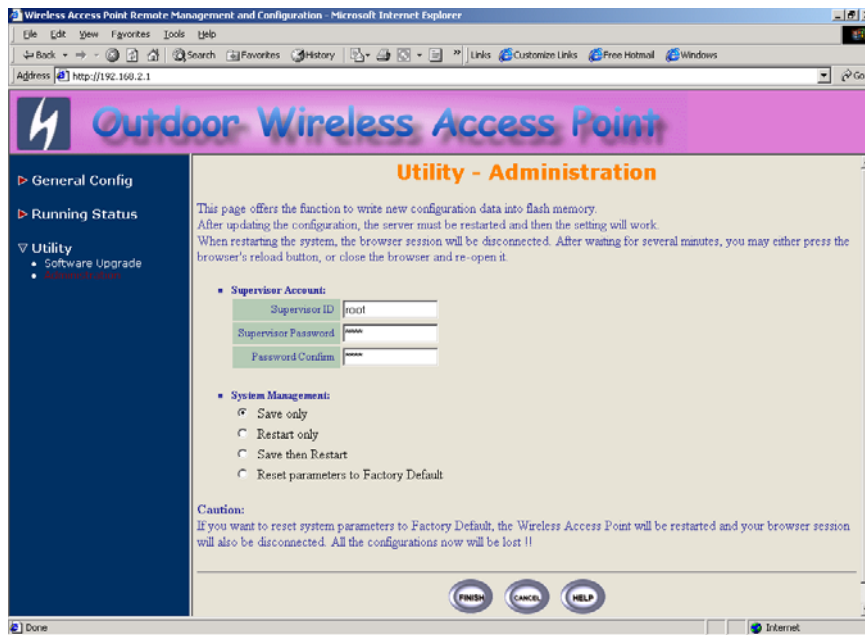 Wireless Access Point Remote Management and Configuration - Microsoft Internet Explorer
File Edit View Favorites Tools Help
Back Search Favorites History » Links Customize Links Free Hotmail Windows
Address http://192.168.2.1 Go
Outdoor Wireless Access Point
General Config
Running Status
Utility
Software Upgrade
Administration
Utility - Administration
This page offers the function to write new configuration data into flash memory.
After updating the configuration, the server must be restarted and then the setting will work.
When restarting the system, the browser session will be disconnected. After waiting for several minutes, you may either press the
browser's reload button, or close the browser and re-open it.
Supervisor Account:
Supervisor ID root
Supervisor Password ****
Password Confirm ****
System Management:
Save only
Restart only
Save then Restart
Reset parameters to Factory Default
Caution:
If you want to reset system parameters to Factory Default, the Wireless Access Point will be restarted and your browser session
will also be disconnected. All the configurations now will be lost !!
FINISH CANCEL HELP
Done Internet